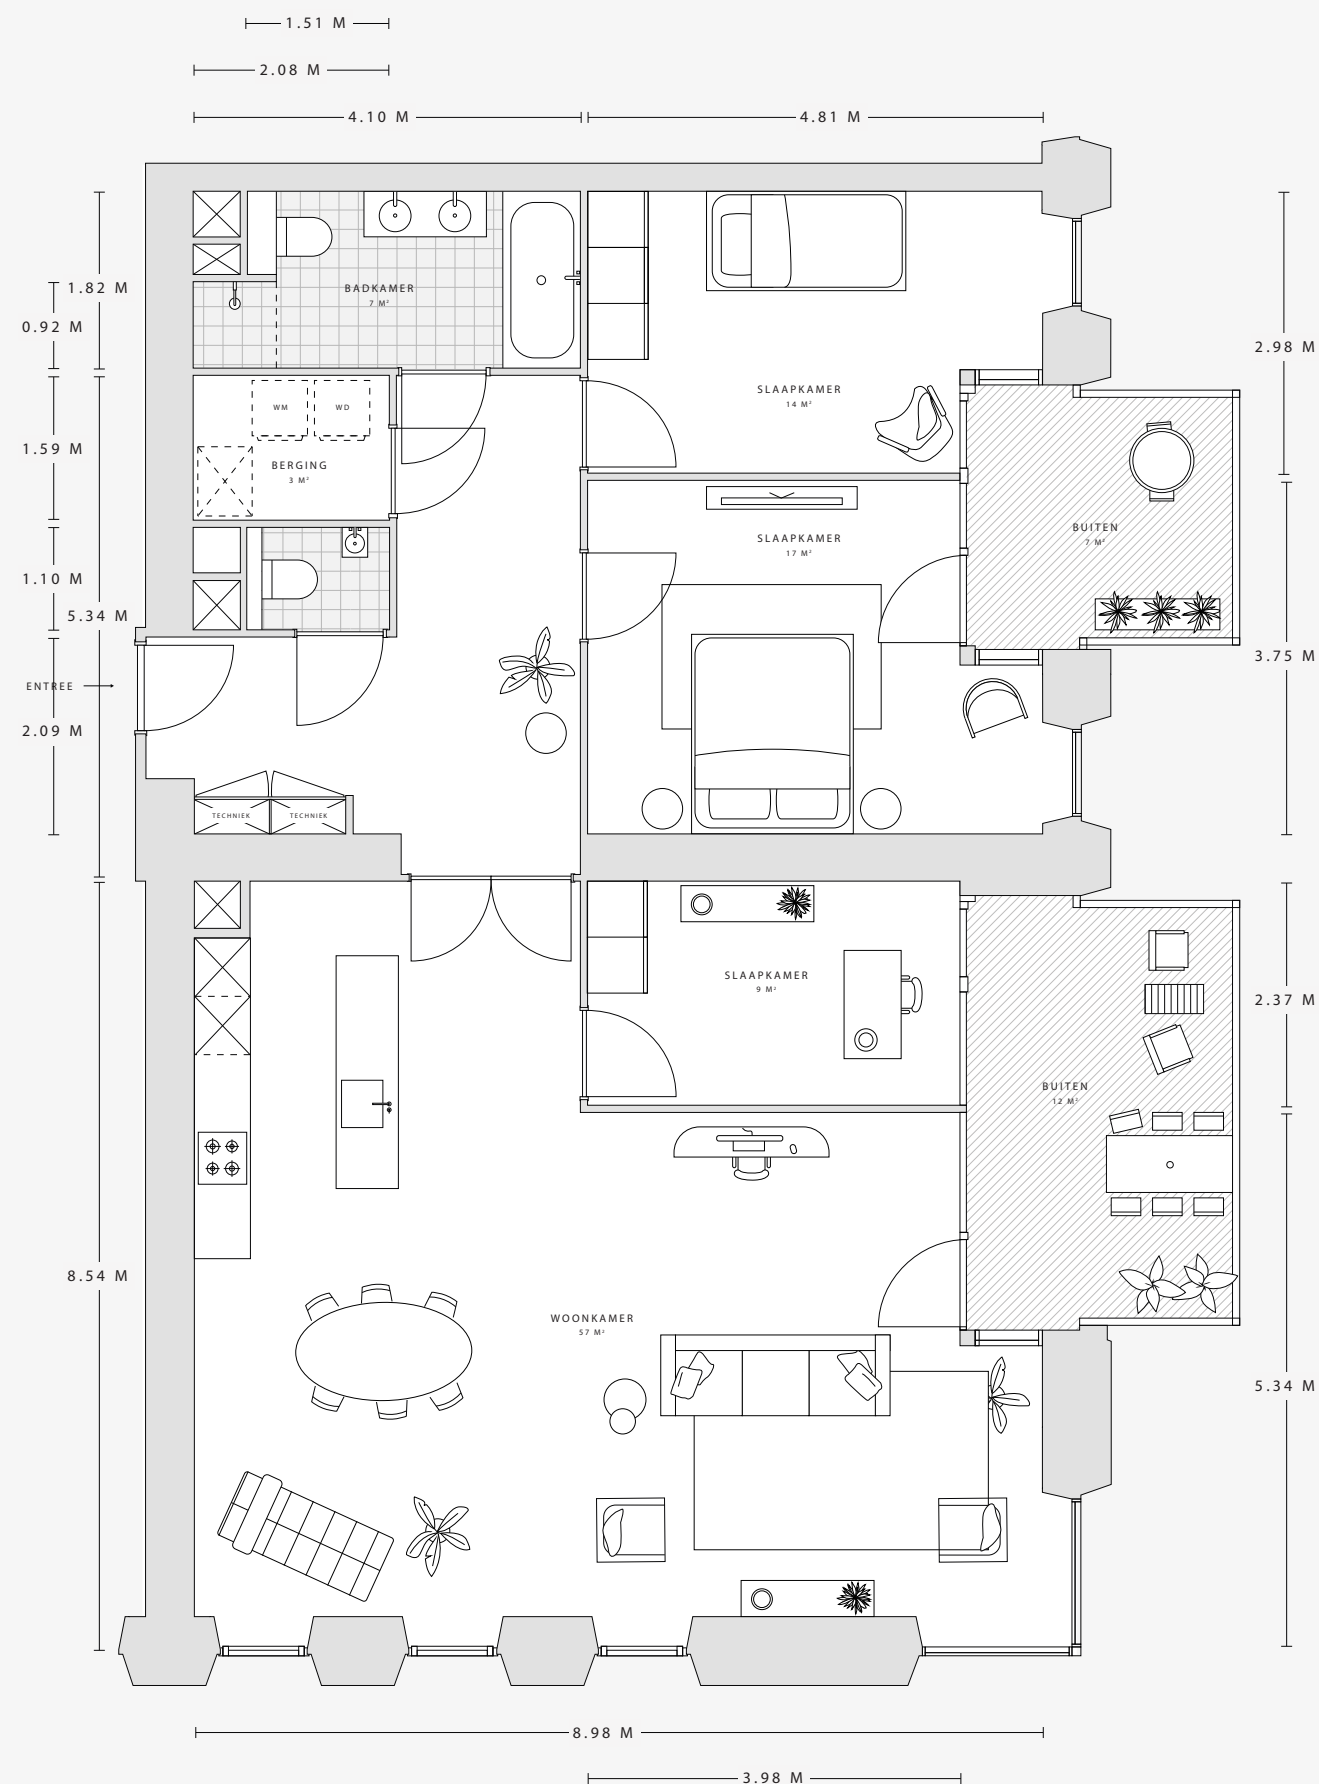 1.51 M
2.08 M
4.10 M
4.81 M
1.82 M
0.92 M
BADKAMER
7 M²
2.98 M
SLAAPKAMER
14 M²
WM
WD
1.59 M
BERGING
3 M²
BUITEN
7 M²
SLAAPKAMER
17 M²
1.10 M
5.34 M
3.75 M
ENTREE
2.09 M
TECHNIEK
TECHNIEK
SLAAPKAMER
9 M²
2.37 M
BUITEN
12 M²
8.54 M
WOONKAMER
57 M²
5.34 M
8.98 M
3.98 M